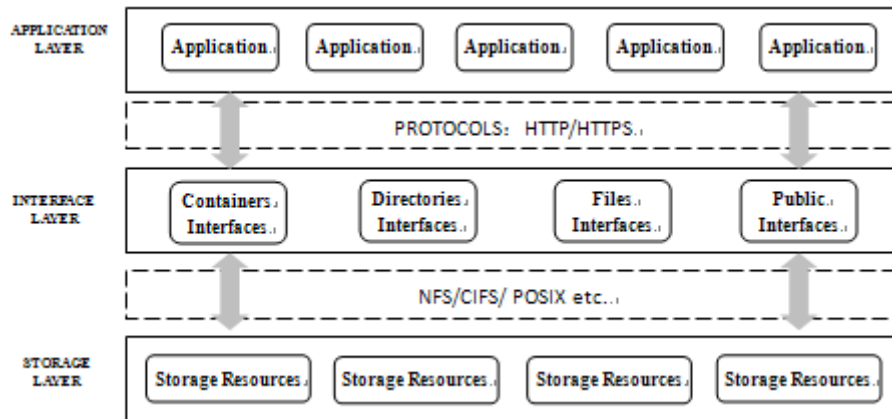 APPLICATION
LAYER
Application. Application. Application. Application. Application.
PROTOCOLS: HTTP/HTTPS.
INTERFACE
LAYER
Containers Directories Files. Public.
Interfaces. Interfaces. Interfaces. Interfaces.
NFS/CIFS/ POSIX etc..
STORAGE
LAYER
Storage Resources Storage Resources. Storage Resources. Storage Resources.